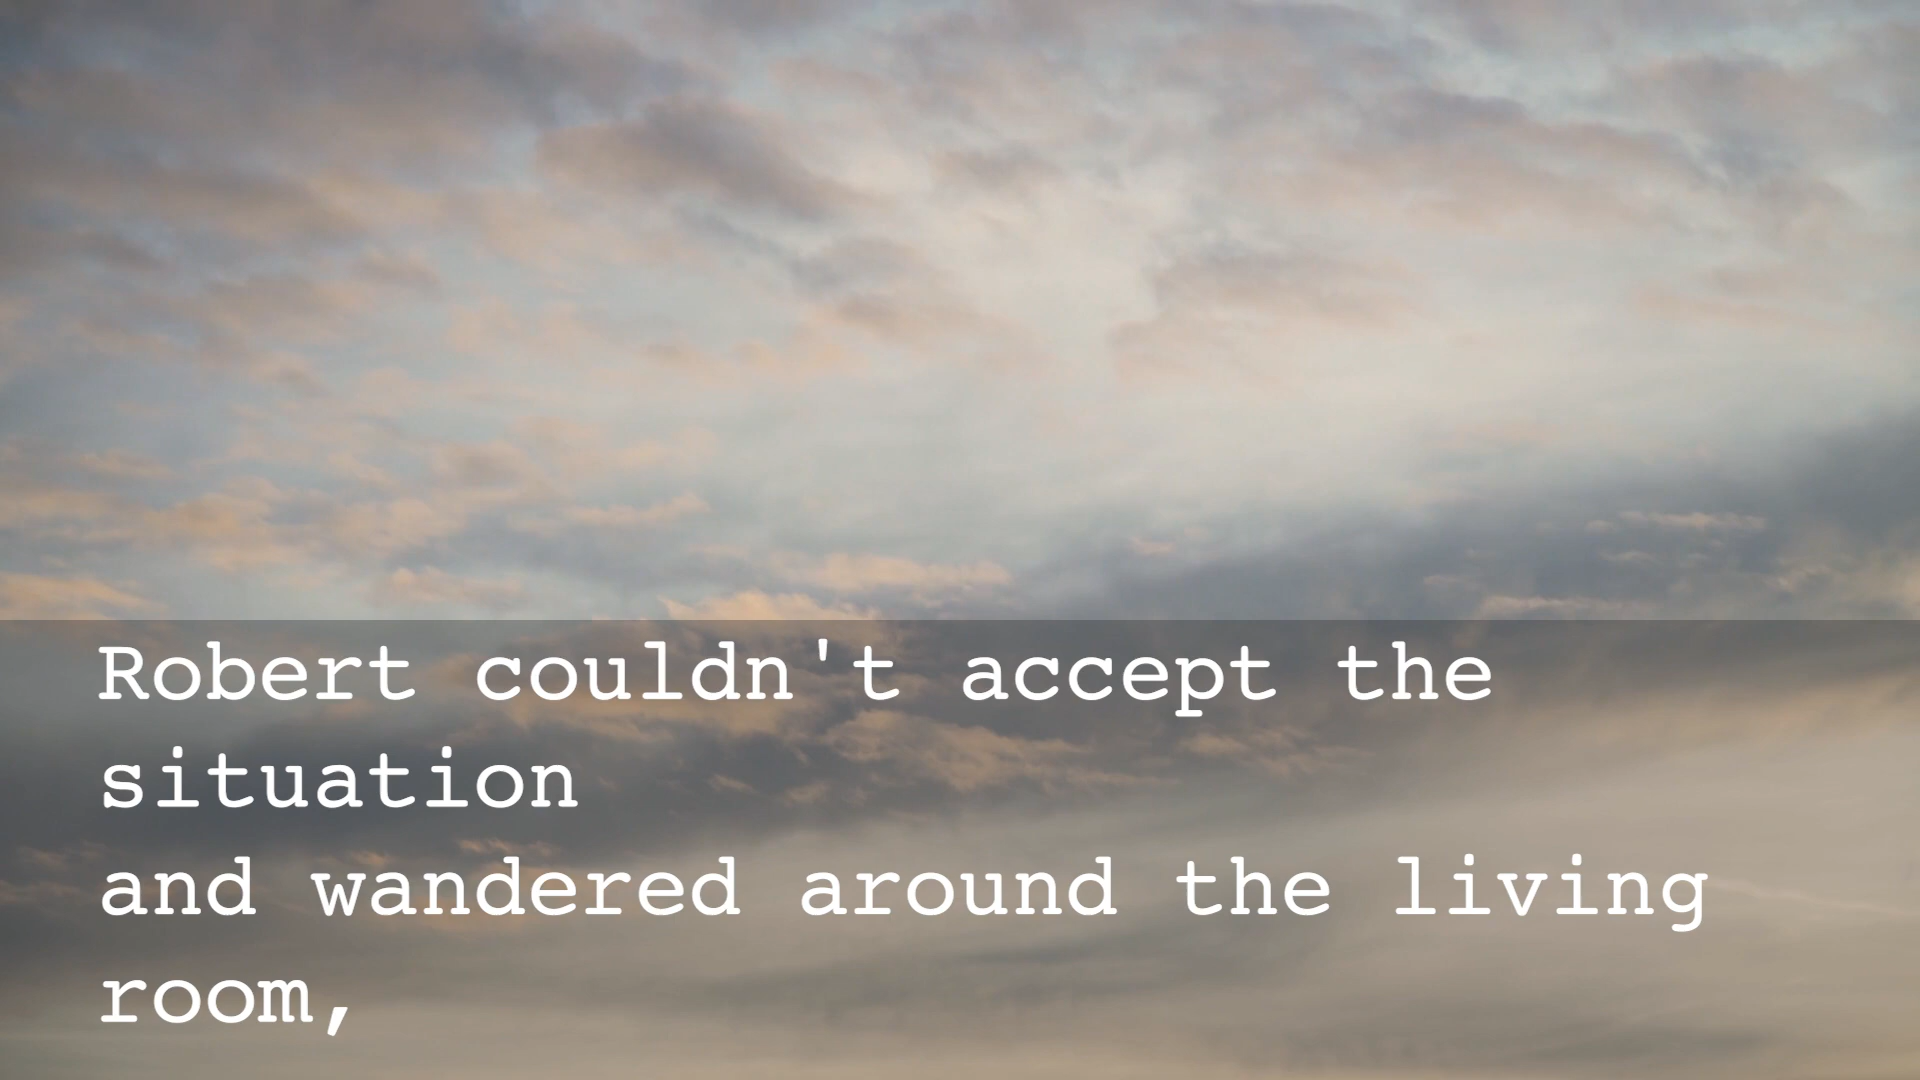 Robert couldn't accept the
situation
and wandered around the living
room,